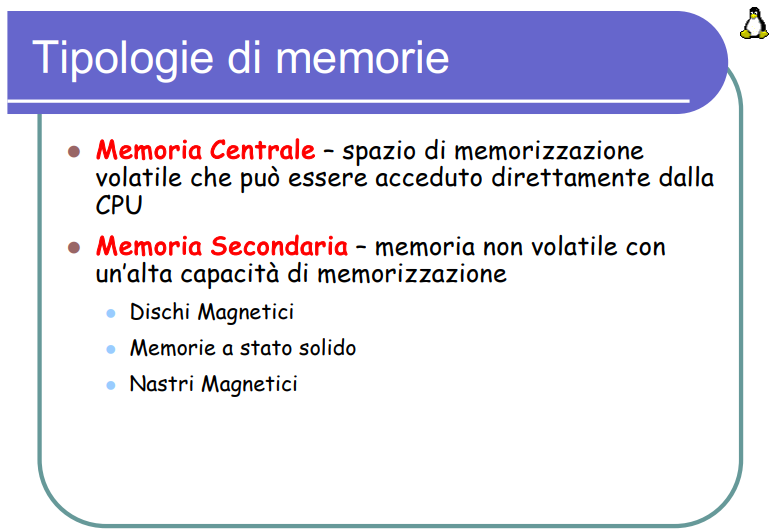 Tipologie di memorie
Memoria Centrale – spazio di memorizzazione
volatile che può essere acceduto direttamente dalla
CPU
Memoria Secondaria – memoria non volatile con
un’alta capacità di memorizzazione
Dischi Magnetici
Memorie a stato solido
Nastri Magnetici